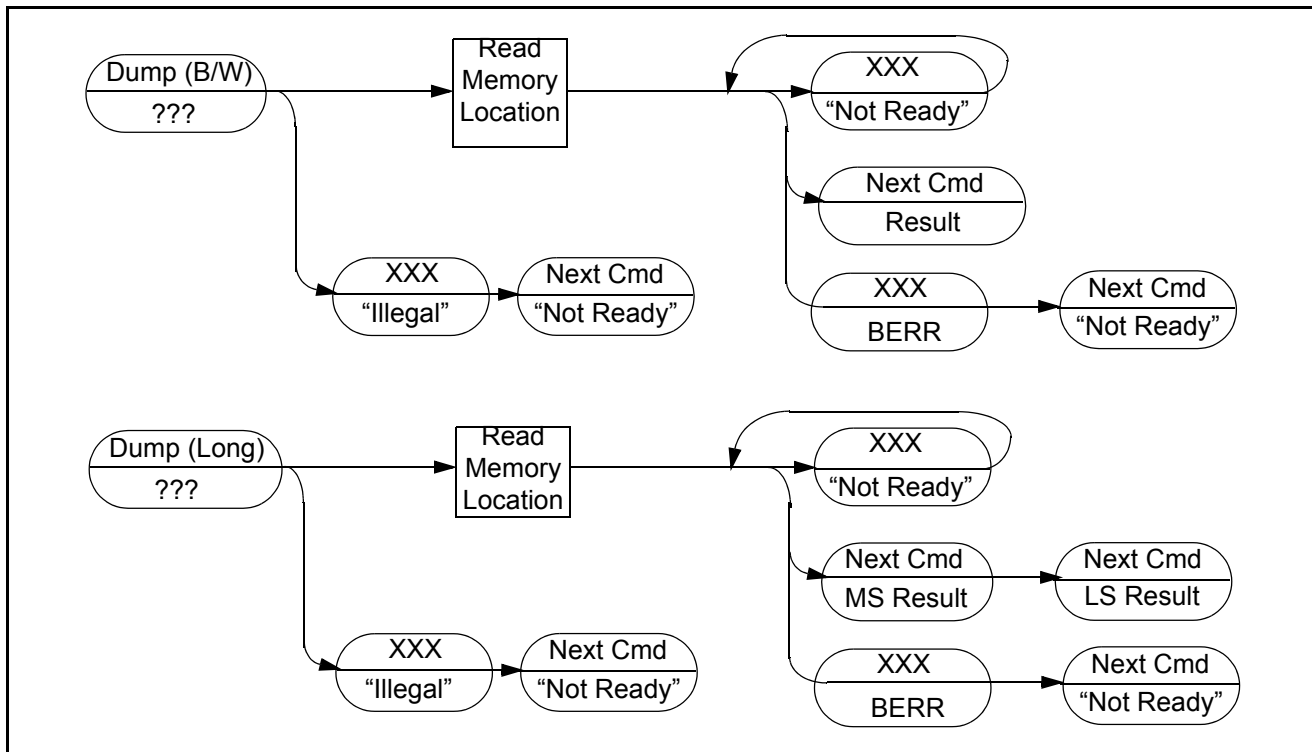 Dump (B/W)
???
Read
Memory
Location
XXX
“Not Ready”
Next Cmd
Result
XXX
“Illegal”
Next Cmd
“Not Ready”
XXX
BERR
Next Cmd
“Not Ready”
Dump (Long)
???
Read
Memory
Location
XXX
“Not Ready”
Next Cmd
MS Result
Next Cmd
LS Result
XXX
“Illegal”
Next Cmd
“Not Ready”
XXX
BERR
Next Cmd
“Not Ready”